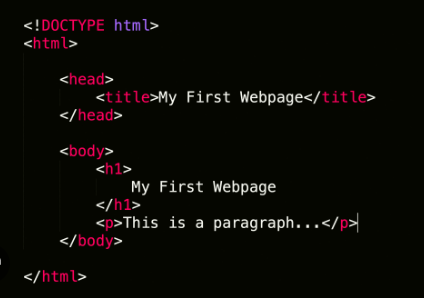 <!DOCTYPE html>
<html>
<head>
<title>My First Webpage</title>
</head>
<body>
<h1>
My First Webpage
</h1>
<p>This is a paragraph...</p>
</body>
</html>